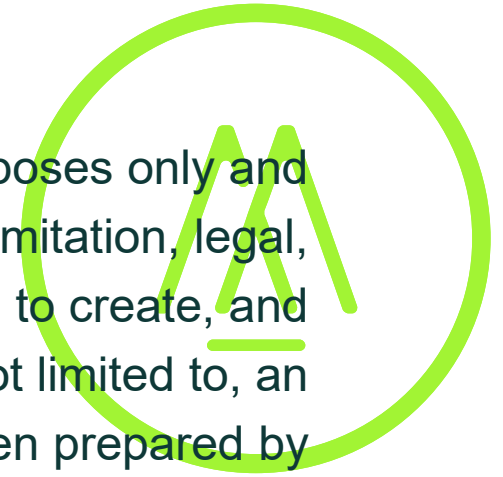 poses only and
mitation, legal,
to create, and
ot limited to, an
en prepared by